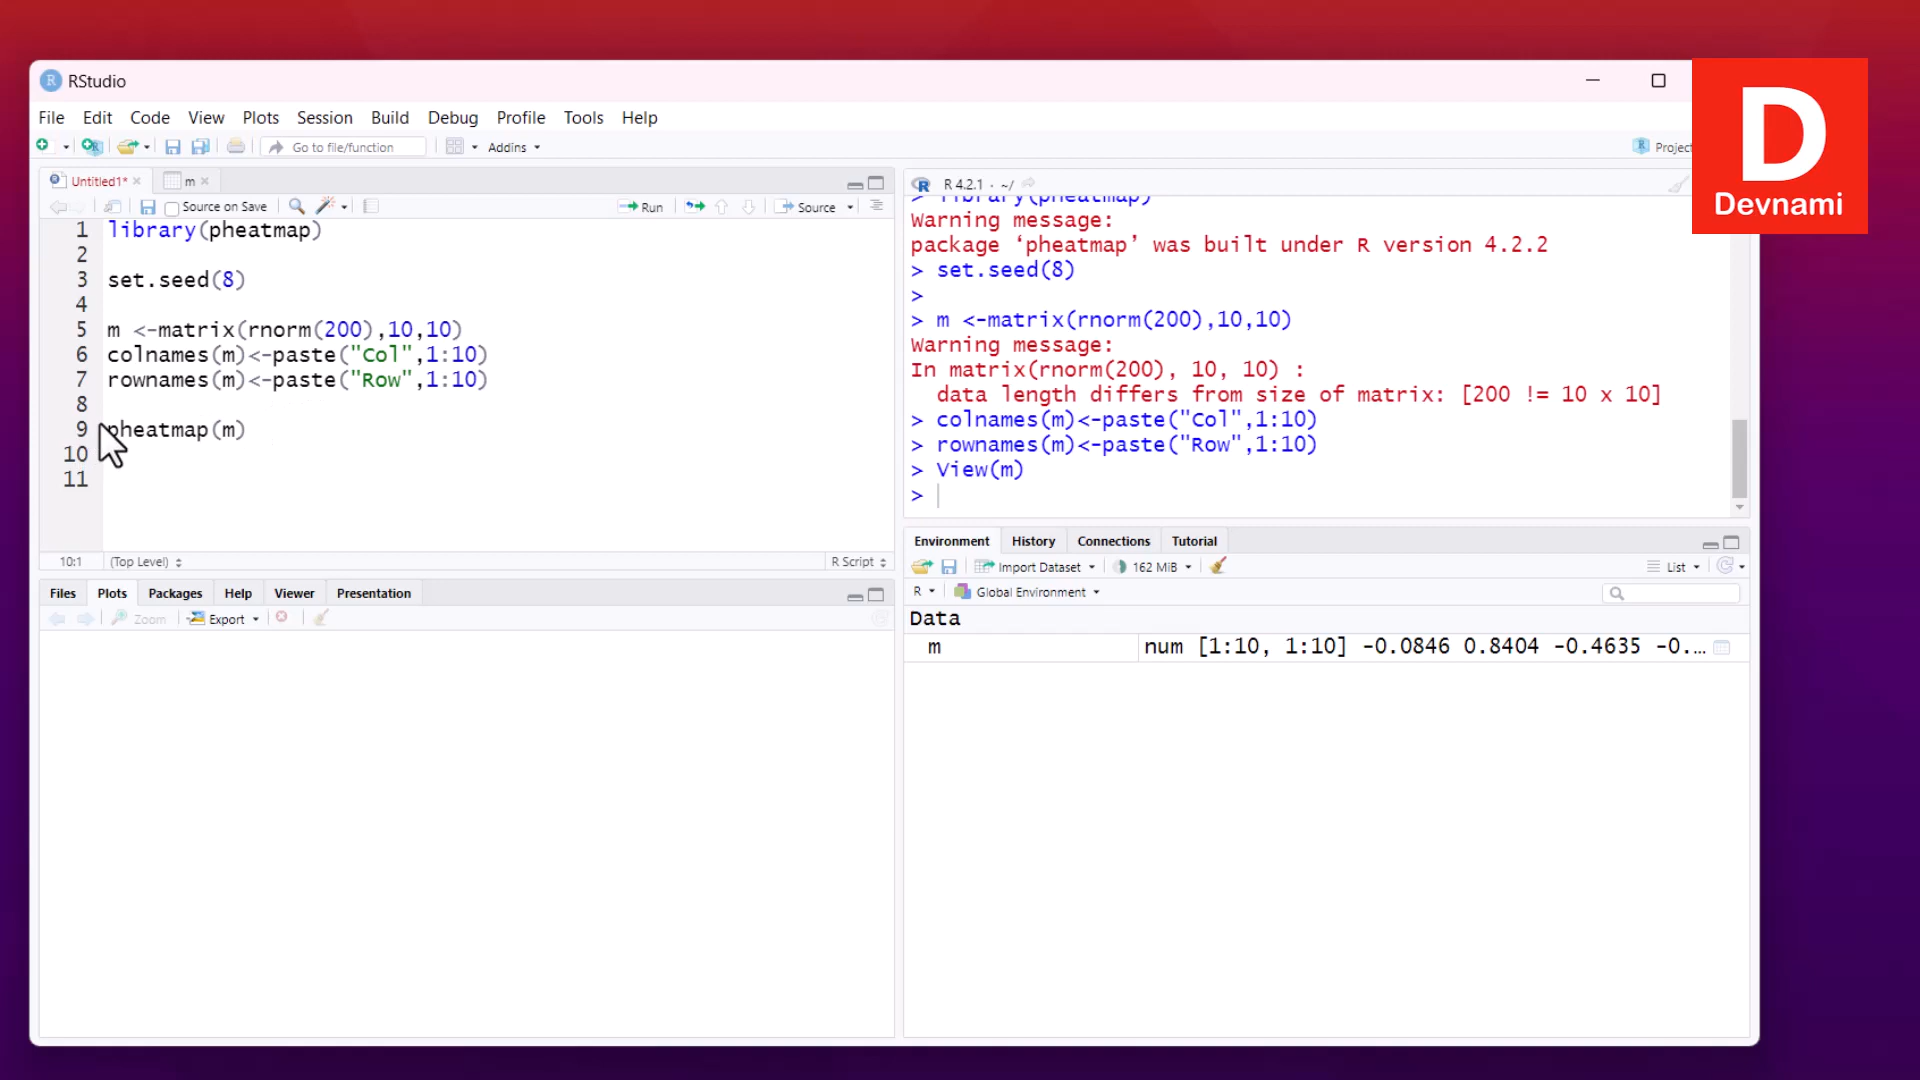 RStudio
File Edit Code View Plots Session Build Debug Profile Tools Help
Go to file/function Addins Project
D
Devnami
Untitled1* m
Source on Save Run Source
1 library(pheatmap)
2
3 set.seed(8)
4
5 m <-matrix(rnorm(200),10,10)
6 colnames(m)<-paste("Col",1:10)
7 rownames(m)<-paste("Row",1:10)
8
9 pheatmap(m)
10
11
10:1 (Top Level) R Script
R 4.2.1 · ~/
> library(pheatmap)
Warning message:
package ‘pheatmap’ was built under R version 4.2.2
> set.seed(8)
>
> m <-matrix(rnorm(200),10,10)
Warning message:
In matrix(rnorm(200), 10, 10) :
data length differs from size of matrix: [200 != 10 x 10]
> colnames(m)<-paste("Col",1:10)
> rownames(m)<-paste("Row",1:10)
> View(m)
>
Files Plots Packages Help Viewer Presentation
Zoom Export
Environment History Connections Tutorial
Import Dataset 162 MiB List
R Global Environment
Data
m num [1:10, 1:10] -0.0846 0.8404 -0.4635 -0.…